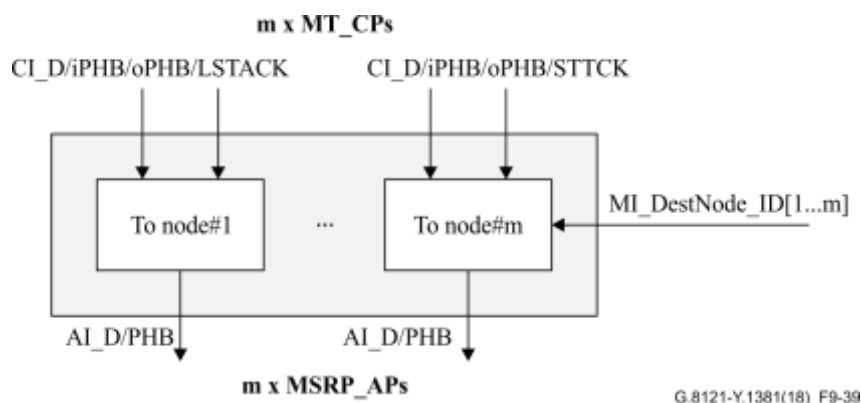 m x MT_CPs
CI_D/iPHB/oPHB/LSTACK CI_D/iPHB/oPHB/STTCK
To node#1 ... To node#m
MI_DestNode_ID[1...m]
AI_D/PHB AI_D/PHB
m x MSRP_APs
G.8121-Y.1381(18)_F9-39